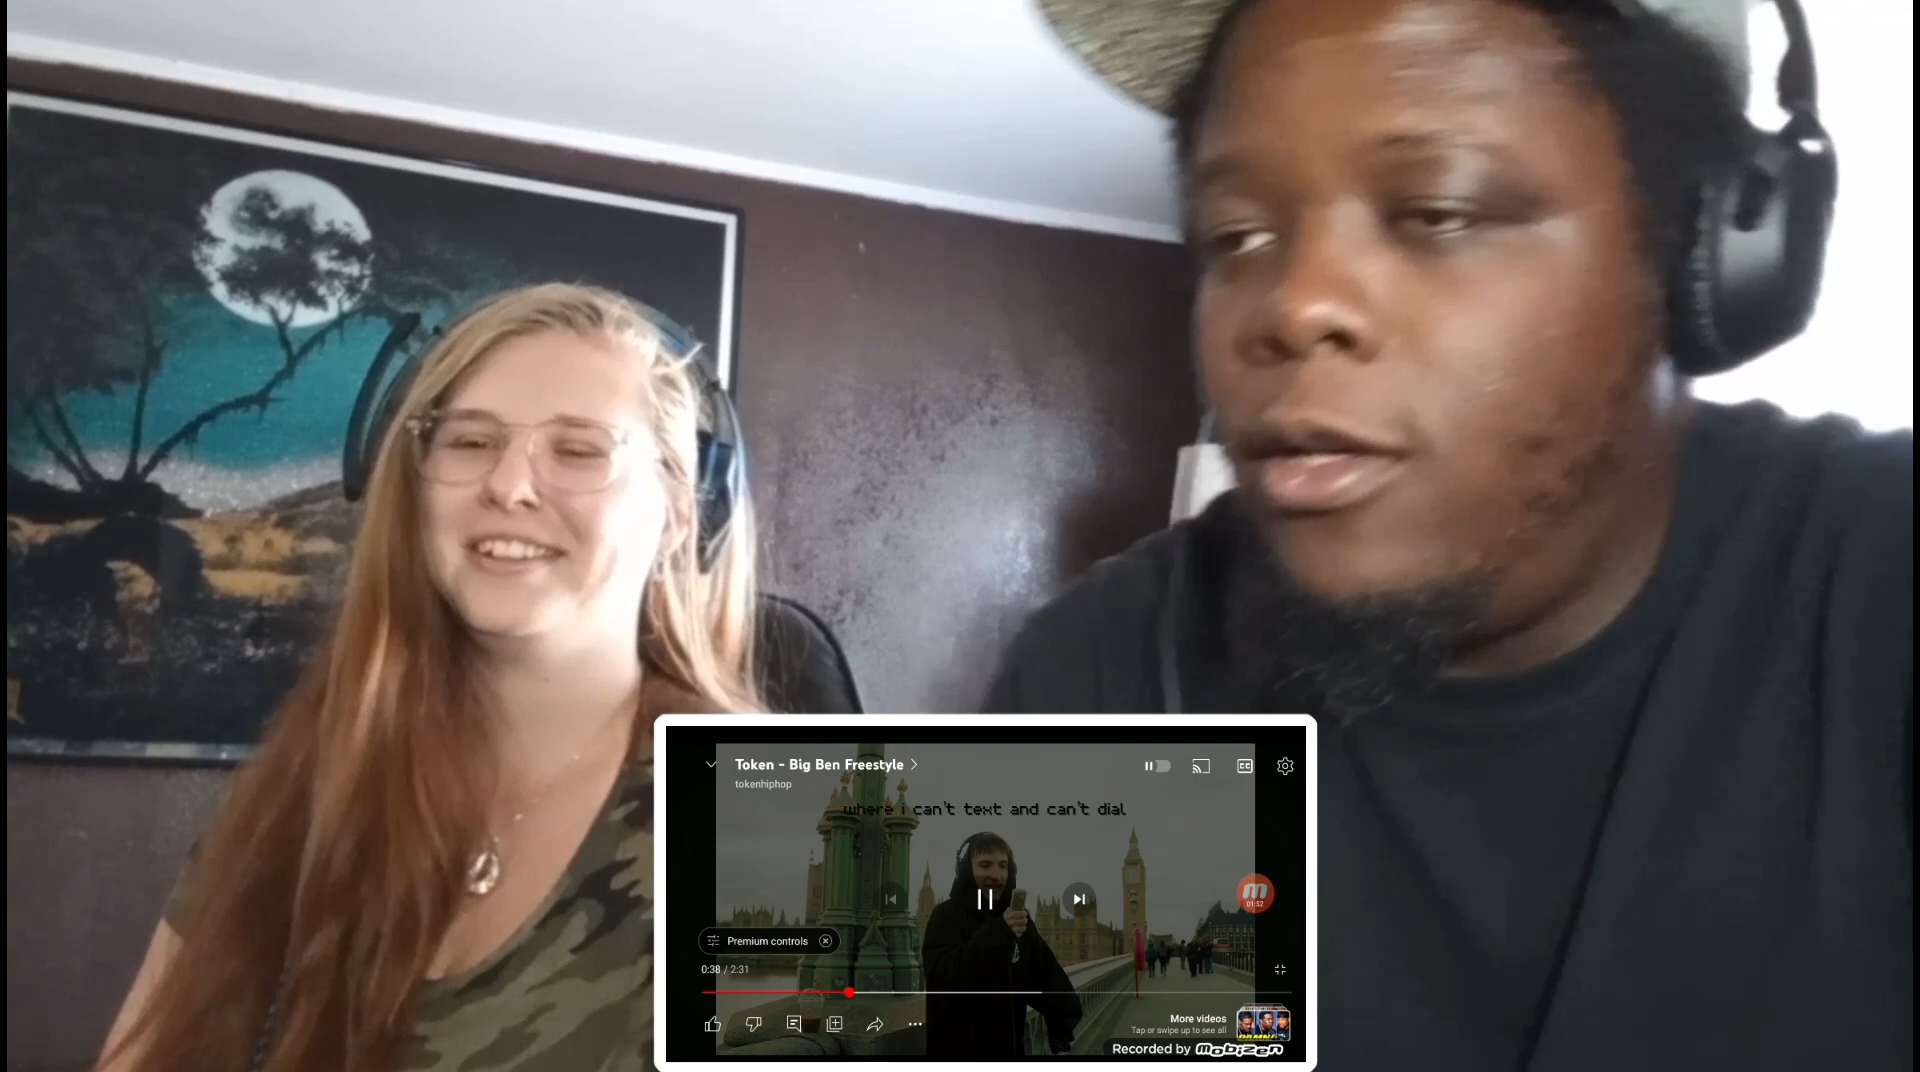 Token - Big Ben Freestyle
tokenhiphop
CC
where i can't text and can't dial
01:52
Premium controls
0:38 / 2:31
More videos
Tap or swipe up to see all
Recorded by Mobizen